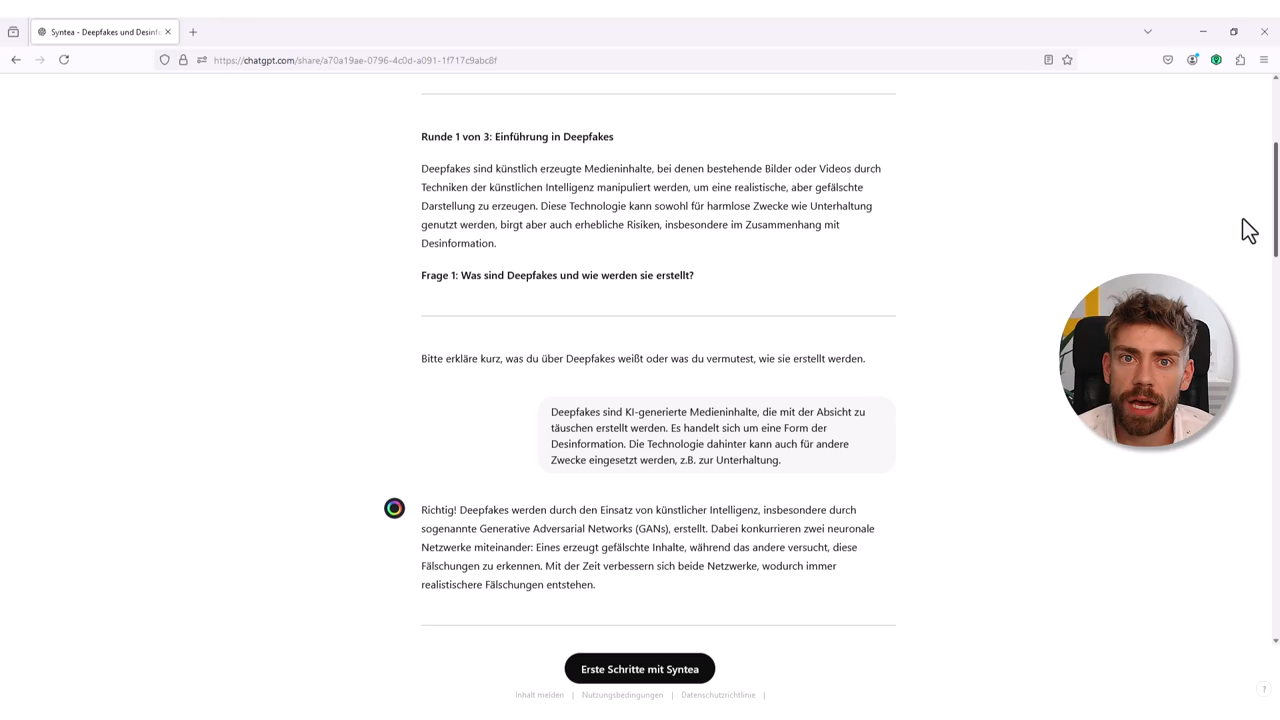 Syntea - Deepfakes und Desinf
https://chatgpt.com/share/a70a19ae-0796-4c0d-a091-1f717c9abc8f
Runde 1 von 3: Einführung in Deepfakes
Deepfakes sind künstlich erzeugte Medieninhalte, bei denen bestehende Bilder oder Videos durch
Techniken der künstlichen Intelligenz manipuliert werden, um eine realistische, aber gefälschte
Darstellung zu erzeugen. Diese Technologie kann sowohl für harmlose Zwecke wie Unterhaltung
genutzt werden, birgt aber auch erhebliche Risiken, insbesondere im Zusammenhang mit
Desinformation.
Frage 1: Was sind Deepfakes und wie werden sie erstellt?
Bitte erkläre kurz, was du über Deepfakes weißt oder was du vermutest, wie sie erstellt werden.
Deepfakes sind KI-generierte Medieninhalte, die mit der Absicht zu
täuschen erstellt werden. Es handelt sich um eine Form der
Desinformation. Die Technologie dahinter kann auch für andere
Zwecke eingesetzt werden, z.B. zur Unterhaltung.
Richtig! Deepfakes werden durch den Einsatz von künstlicher Intelligenz, insbesondere durch
sogenannte Generative Adversarial Networks (GANs), erstellt. Dabei konkurrieren zwei neuronale
Netzwerke miteinander: Eines erzeugt gefälschte Inhalte, während das andere versucht, diese
Fälschungen zu erkennen. Mit der Zeit verbessern sich beide Netzwerke, wodurch immer
realistischere Fälschungen entstehen.
Erste Schritte mit Syntea
Inhalt melden | Nutzungsbedingungen | Datenschutzrichtlinie |
?